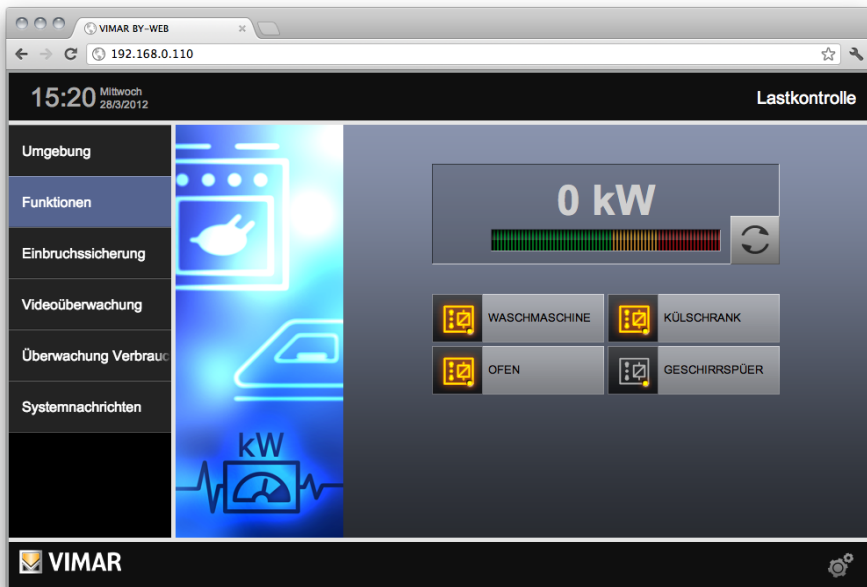 VIMAR BY-WEB
192.168.0.110
15:20 Mittwoch
28/3/2012
Lastkontrolle
Umgebung
Funktionen
Einbruchssicherung
Videoüberwachung
Überwachung Verbrauc
Systemnachrichten
kW
0 kW
WASCHMASCHINE
KÜLSCHRANK
OFEN
GESCHIRRSPÜER
VIMAR